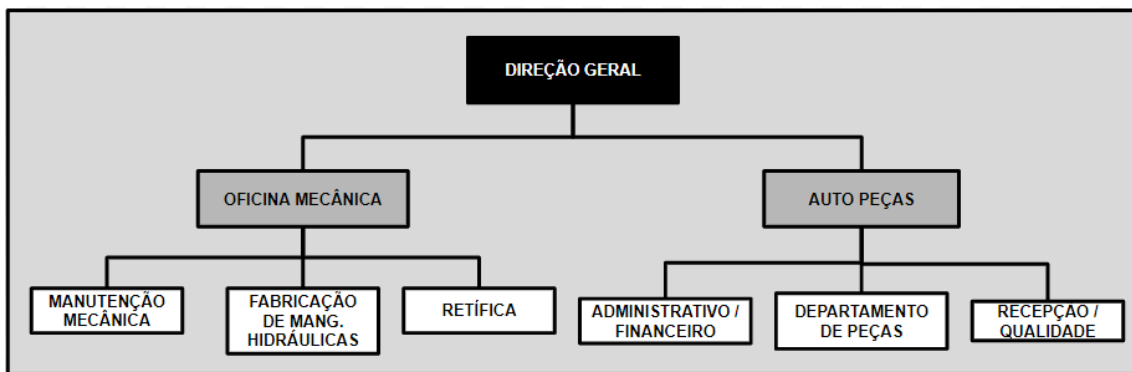 DIREÇÃO GERAL
OFICINA MECÂNICA
AUTO PEÇAS
MANUTENÇÃO
MECÂNICA
FABRICAÇÃO
DE MANG.
HIDRÁULICAS
RETÍFICA
ADMINISTRATIVO /
FINANCEIRO
DEPARTAMENTO
DE PEÇAS
RECEPÇÃO /
QUALIDADE